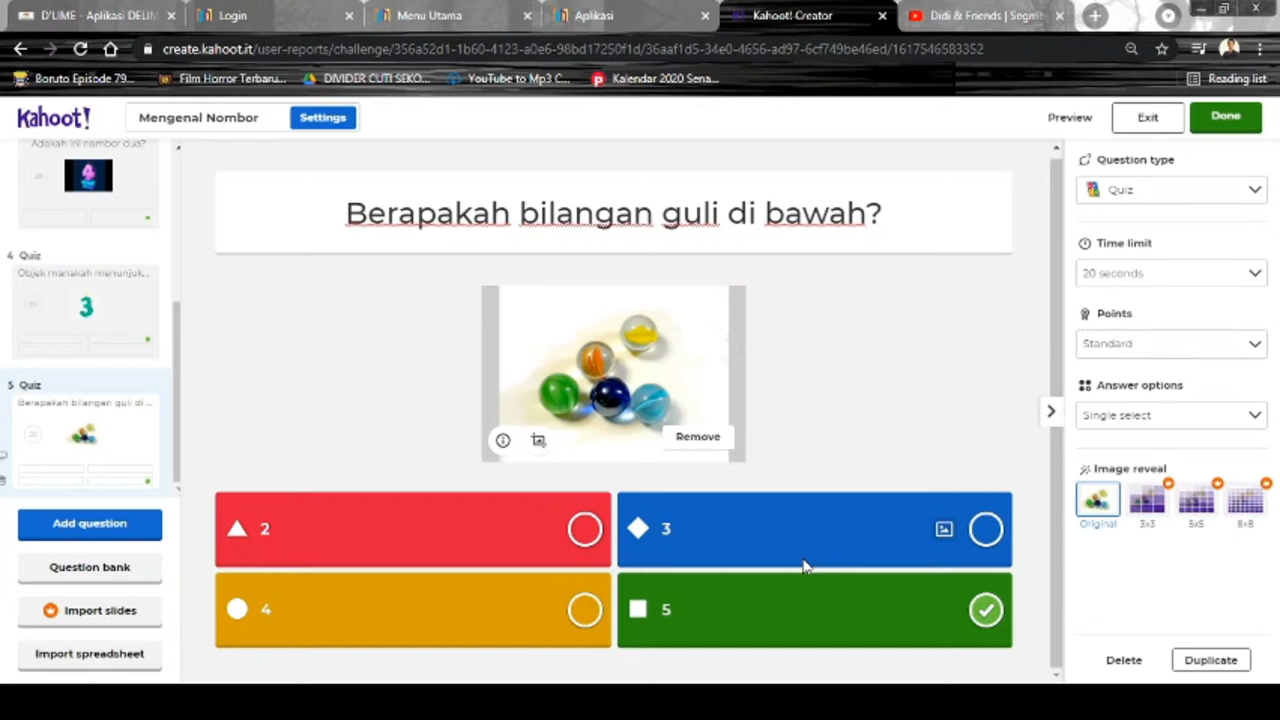 D'LIME - Aplikasi DELIM
Login
Menu Utama
Aplikasi
Kahoot! Creator
Didi & Friends | Segm
create.kahoot.it/user-reports/challenge/356a52d1-1b60-4123-a0e6-98bd17250f1d/36aaf1d5-34e0-4656-ad97-6cf749be46ed/1617546583352
Boruto Episode 79...
Film Horror Terbaru...
DIVIDER CUTI SEKO...
YouTube to Mp3 C...
Kalendar 2020 Sena...
Reading list
Kahoot!
Mengenal Nombor
Settings
Preview
Exit
Done
Adakah ini nombor dua?
20
4 Quiz
Objek manakah menunjuk...
3
5 Quiz
Berapakah bilangan guli di...
20
Add question
Question bank
Import slides
Import spreadsheet
Berapakah bilangan guli di bawah?
Remove
2
3
4
5
Question type
Quiz
Time limit
20 seconds
Points
Standard
Answer options
Single select
Image reveal
Original
3x3
5x5
8x8
Delete
Duplicate